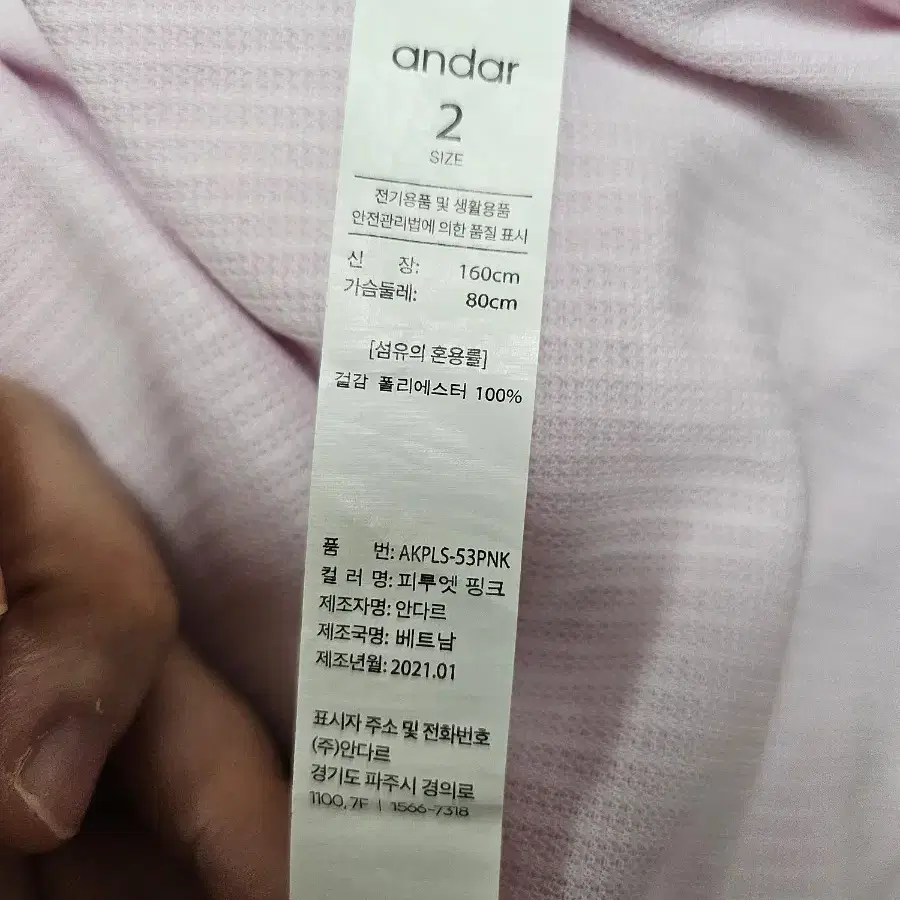 andar
2
SIZE
전기용품 및 생활용품
안전관리법에 의한 품질 표시
신 장: 160cm
가슴둘레: 80cm
[섬유의 혼용률]
겉감 폴리에스터 100%
품 번: AKPLS-53PNK
컬 러 명: 피루엣 핑크
제조자명: 안다르
제조국명: 베트남
제조년월: 2021.01
표시자 주소 및 전화번호
(주)안다르
경기도 파주시 경의로
1100, 7F | 1566-7318